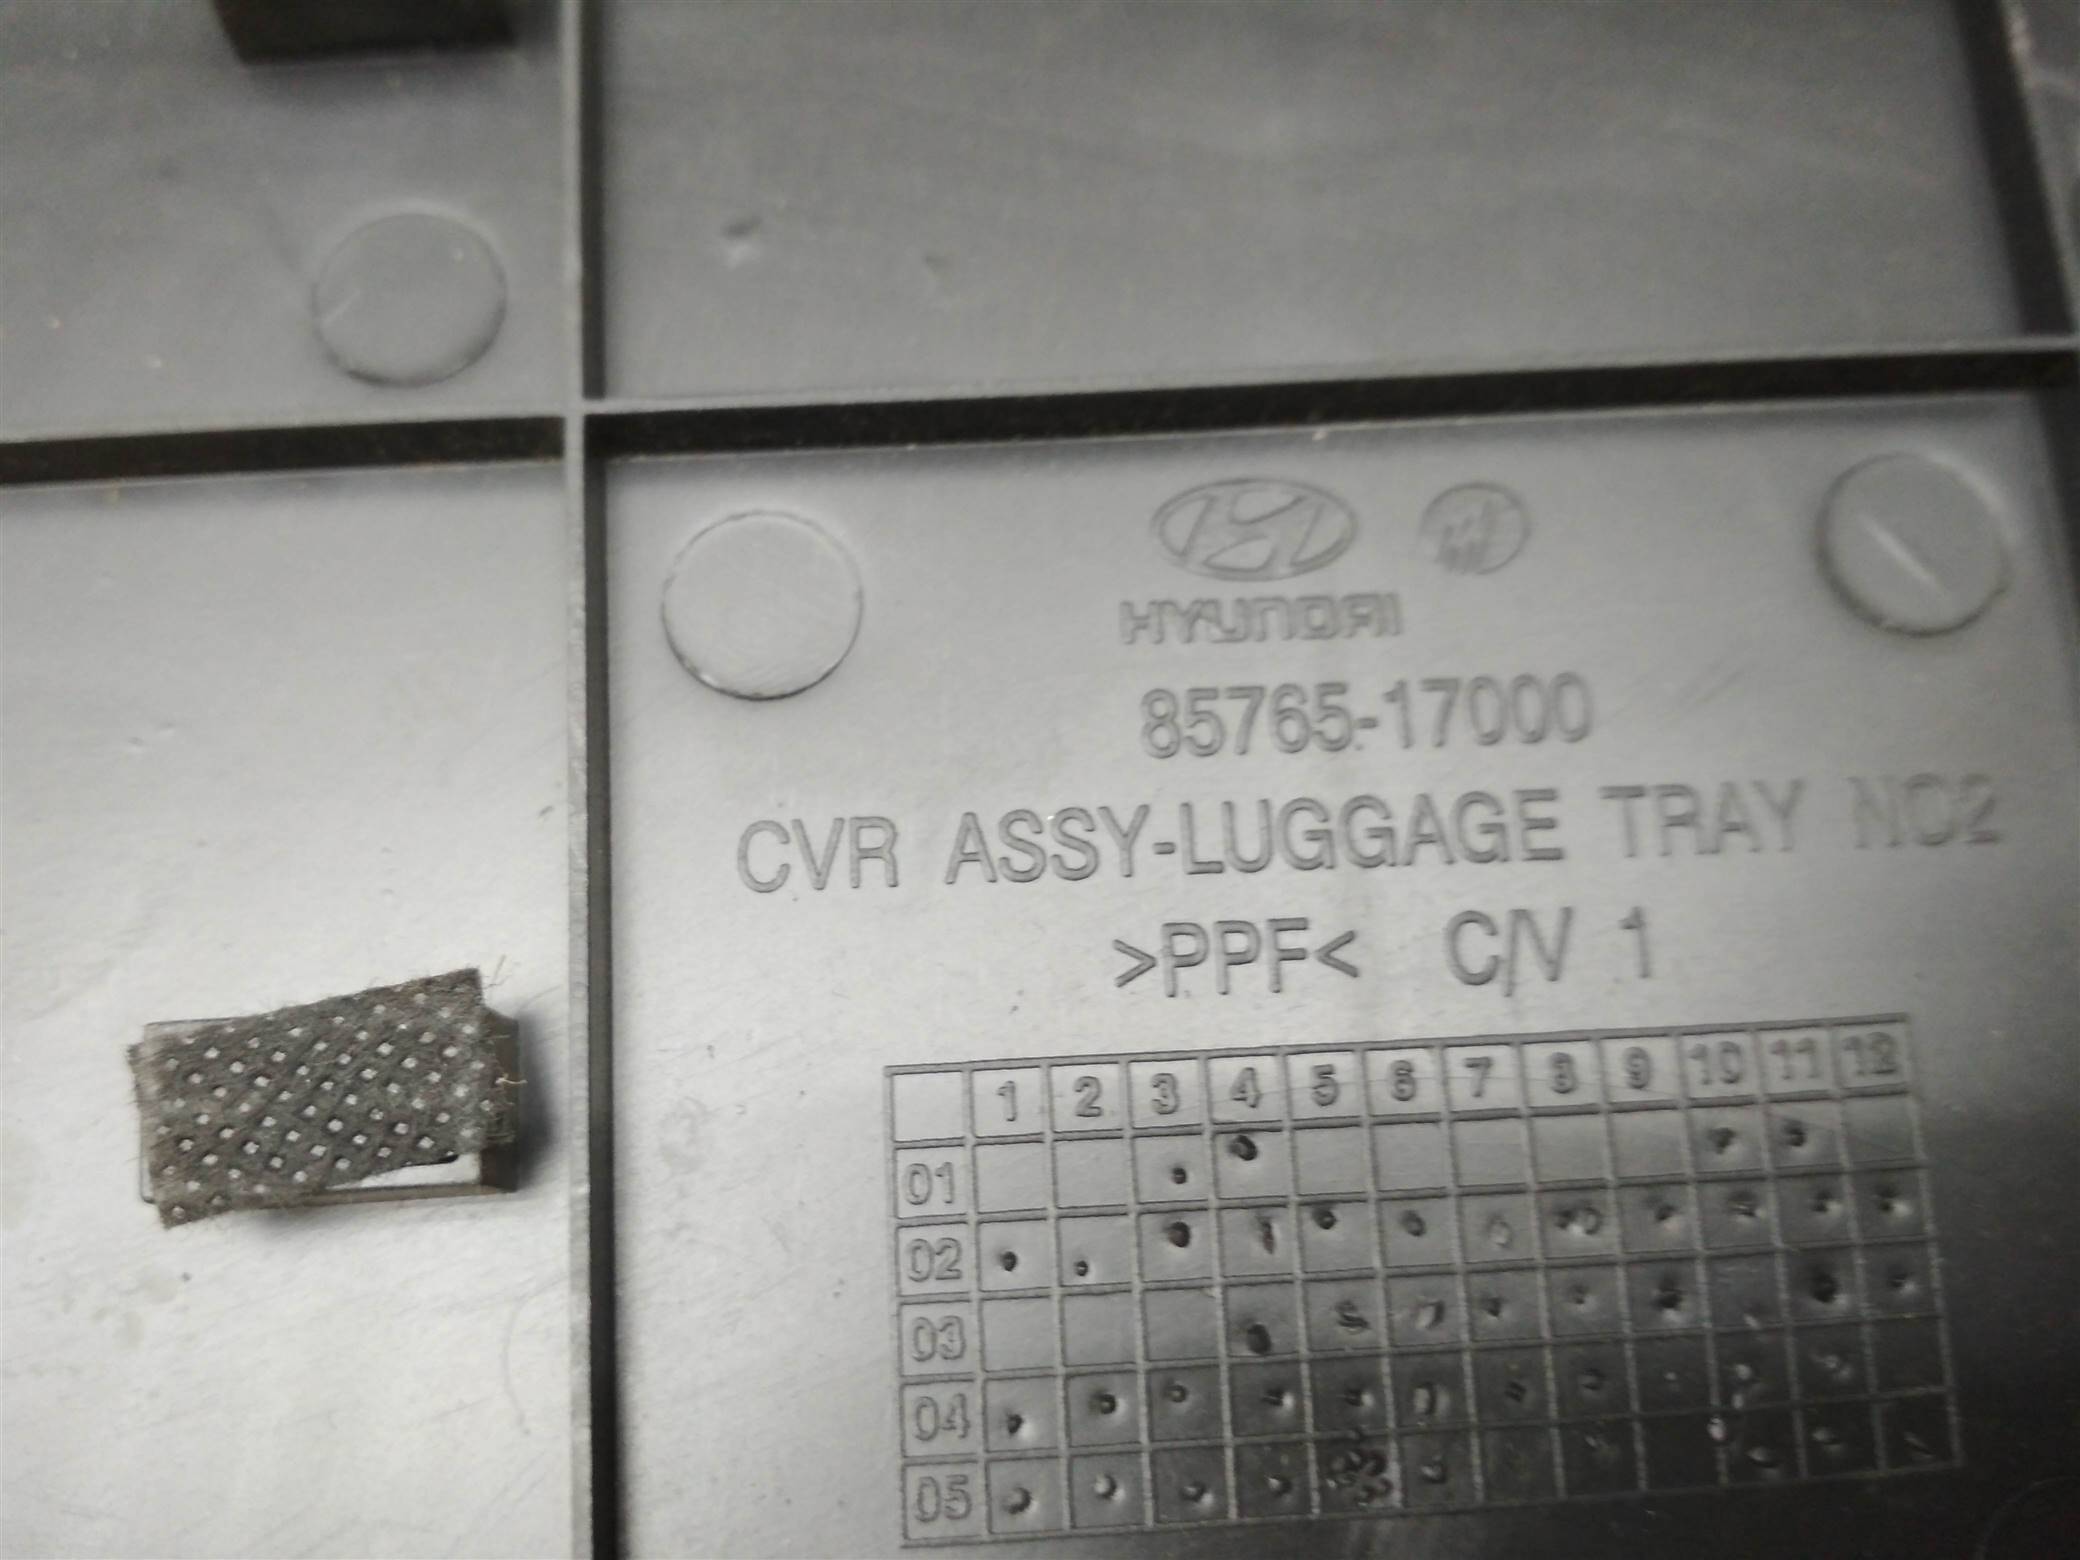 HYUNDAI
85765-17000
CVR ASSY-LUGGAGE TRAY NO2
>PPF< C/V 1
1 2 3 4 5 6 7 8 9 10 11 12
01
02
03
04
05